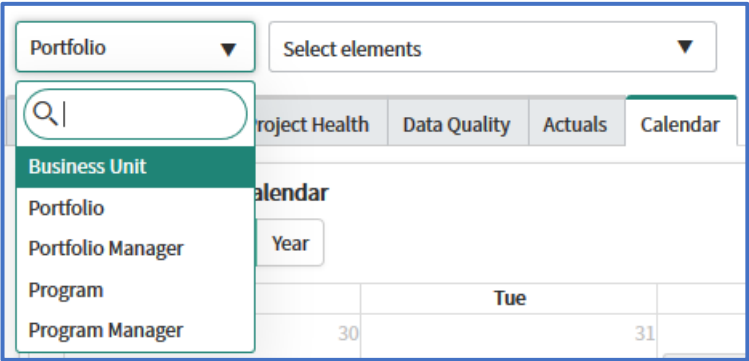 Portfolio ▼ Select elements ▼
Project Health Data Quality Actuals Calendar
Business Unit
Portfolio
Portfolio Manager
Program
Program Manager
Year
Tue
30 31